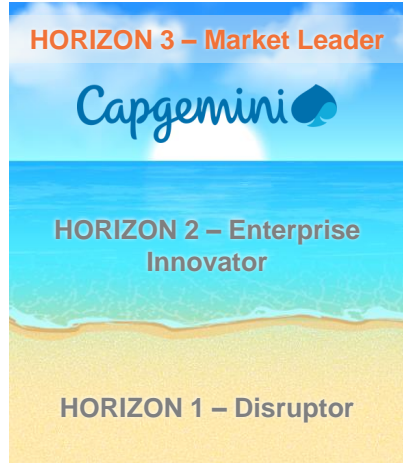 HORIZON 3 – Market Leader
Capgemini
HORIZON 2 – Enterprise
Innovator
HORIZON 1 – Disruptor